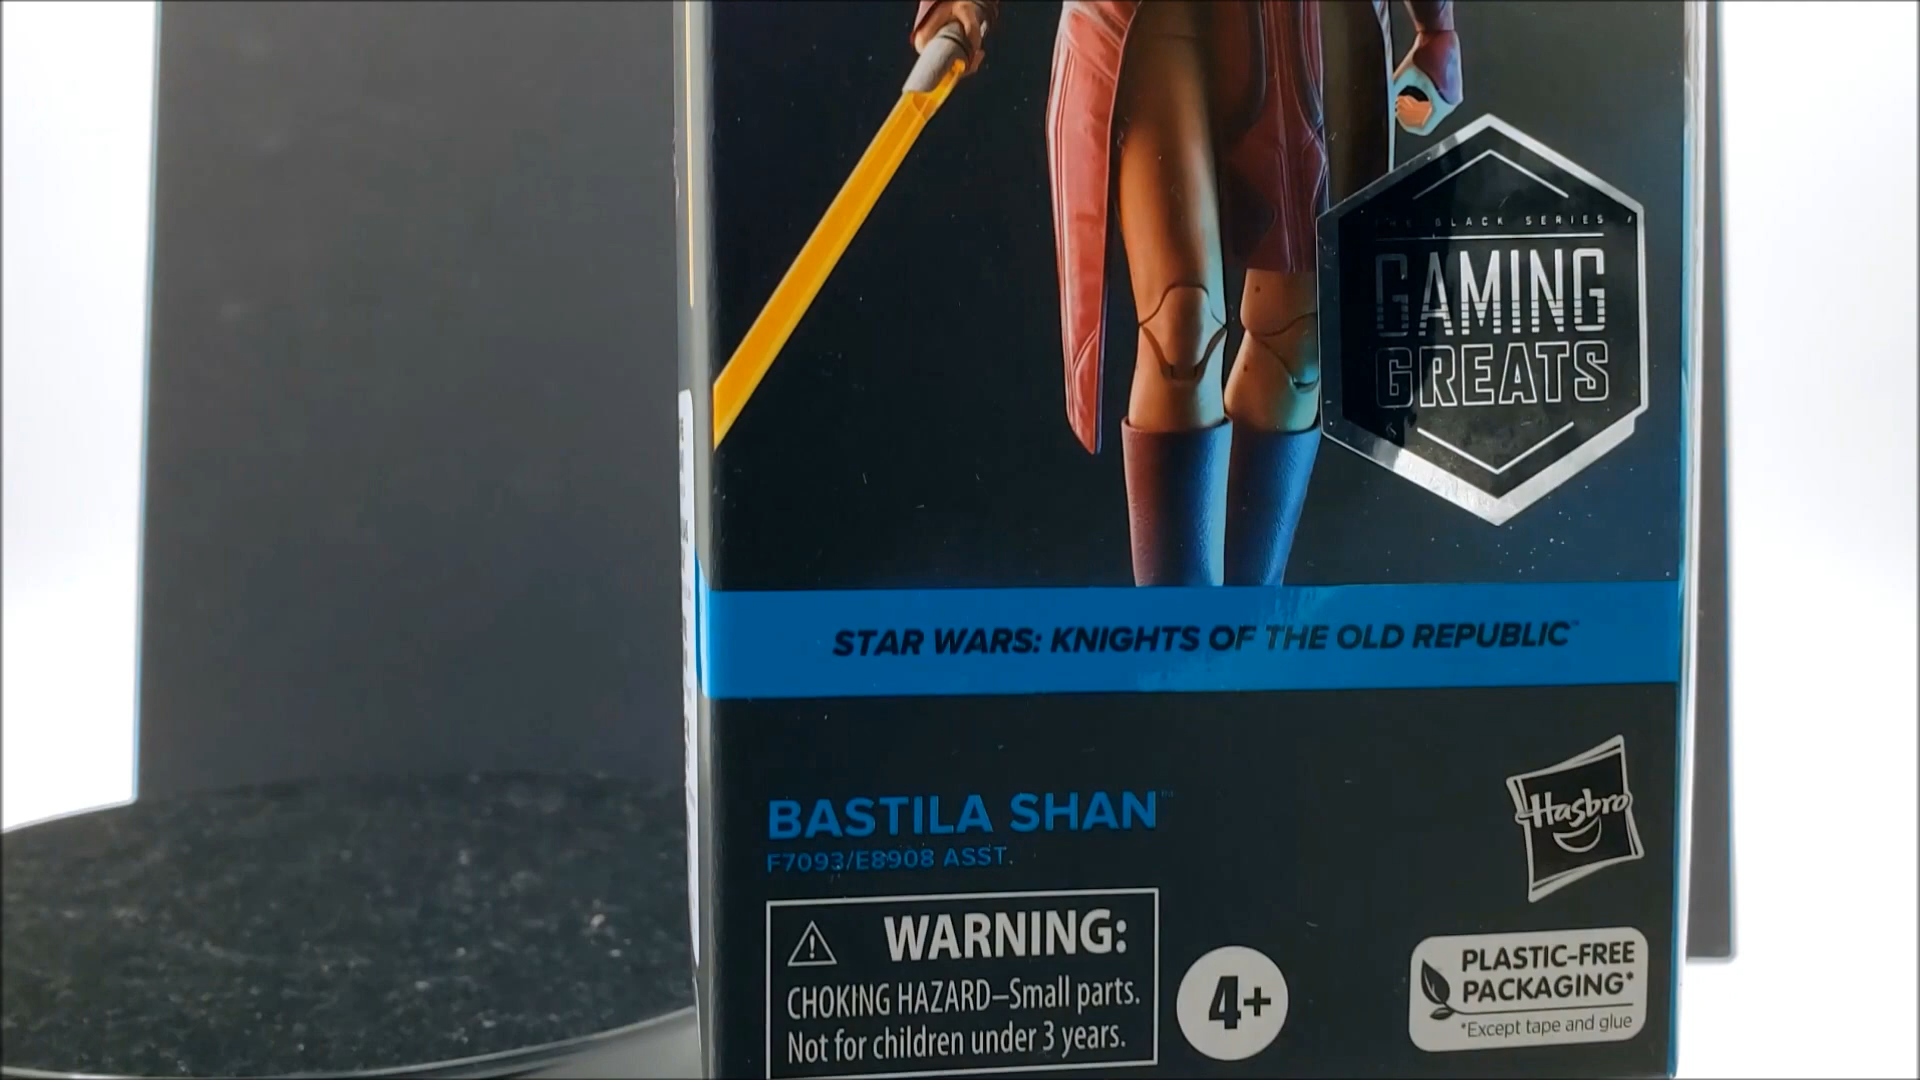 THE BLACK SERIES
GAMING
GREATS
STAR WARS: KNIGHTS OF THE OLD REPUBLIC™
BASTILA SHAN™
F7093/E8908 ASST.
Hasbro
WARNING:
CHOKING HAZARD–Small parts.
Not for children under 3 years.
4+
PLASTIC-FREE
PACKAGING*
*Except tape and glue